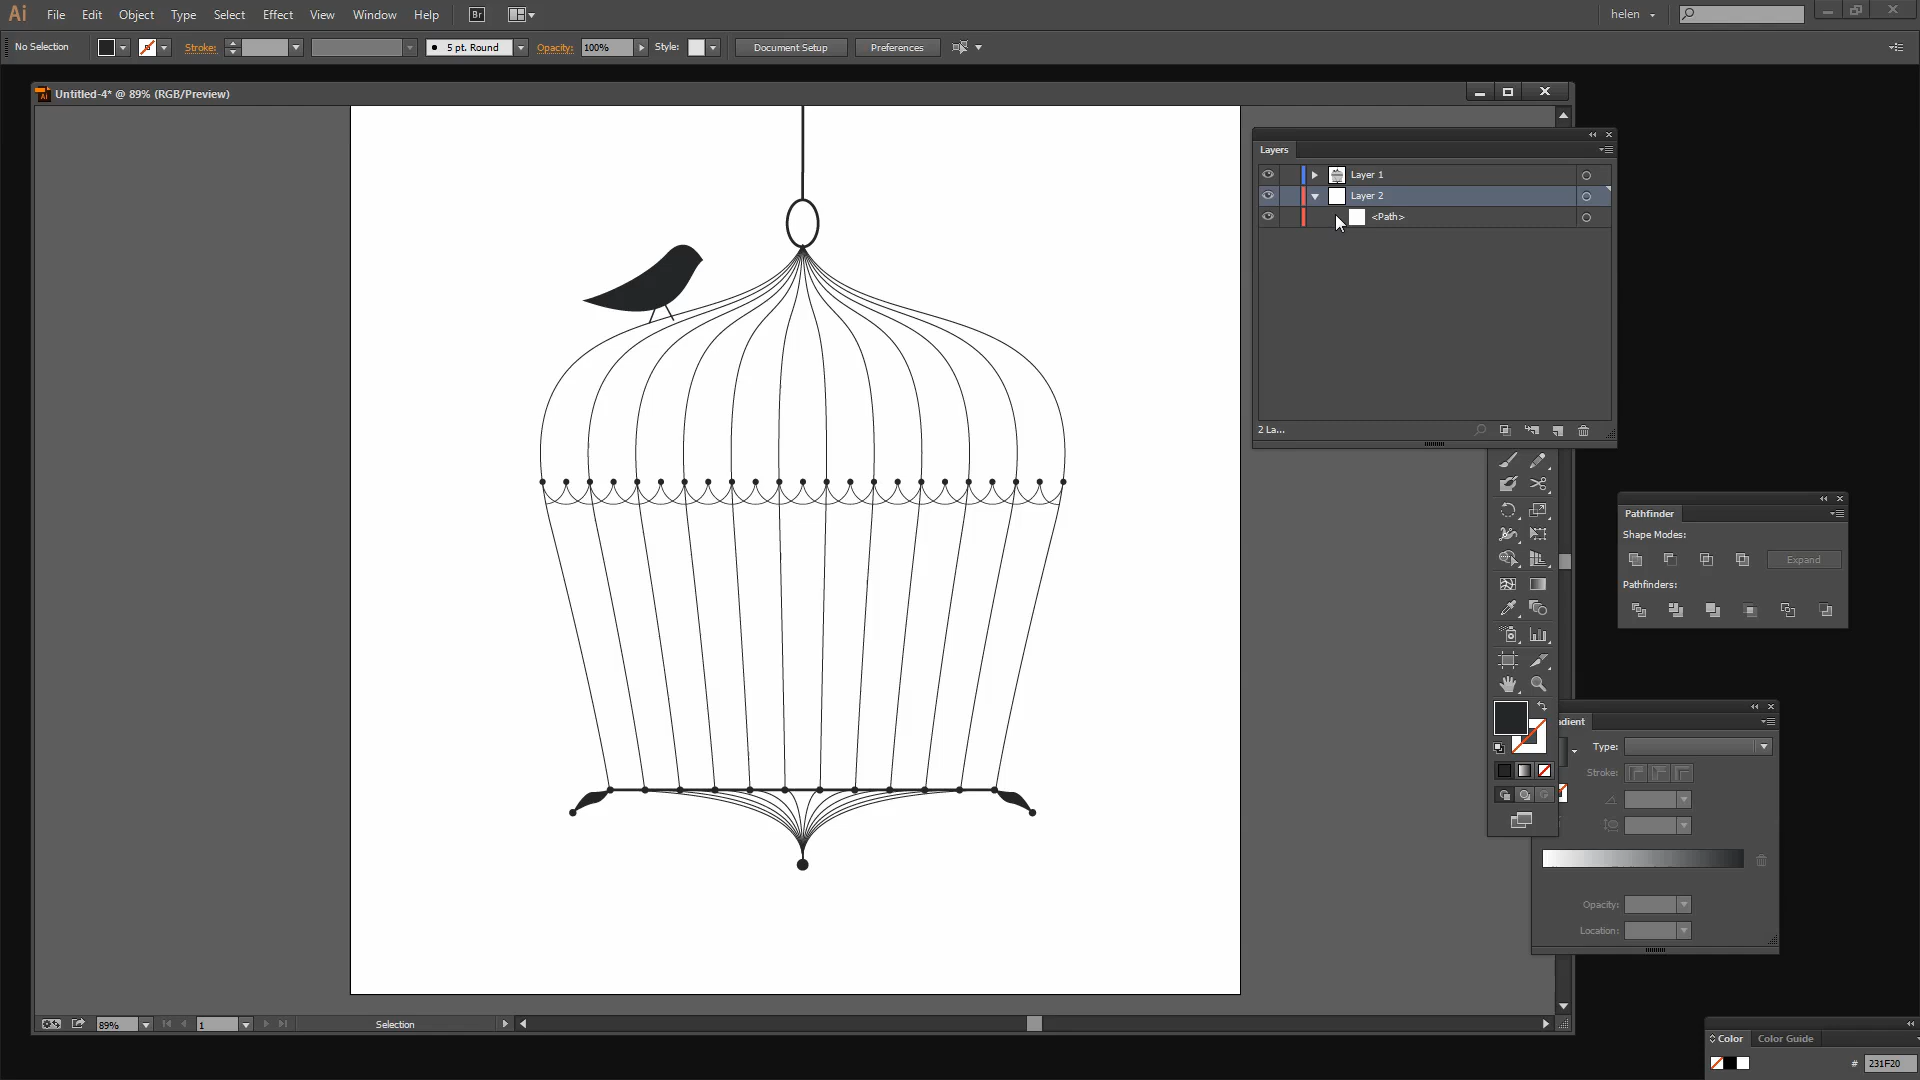 Ai File Edit Object Type Select Effect View Window Help Br helen
No Selection Stroke: 5 pt. Round Opacity: 100% Style: Document Setup Preferences
Untitled-4* @ 89% (RGB/Preview)
Layers
Layer 1
Layer 2
<Path>
2 La...
Pathfinder
Shape Modes:
Expand
Pathfinders:
adient
Type:
Stroke:
Opacity:
Location:
89% 1 Selection
Color Color Guide
# 231F20